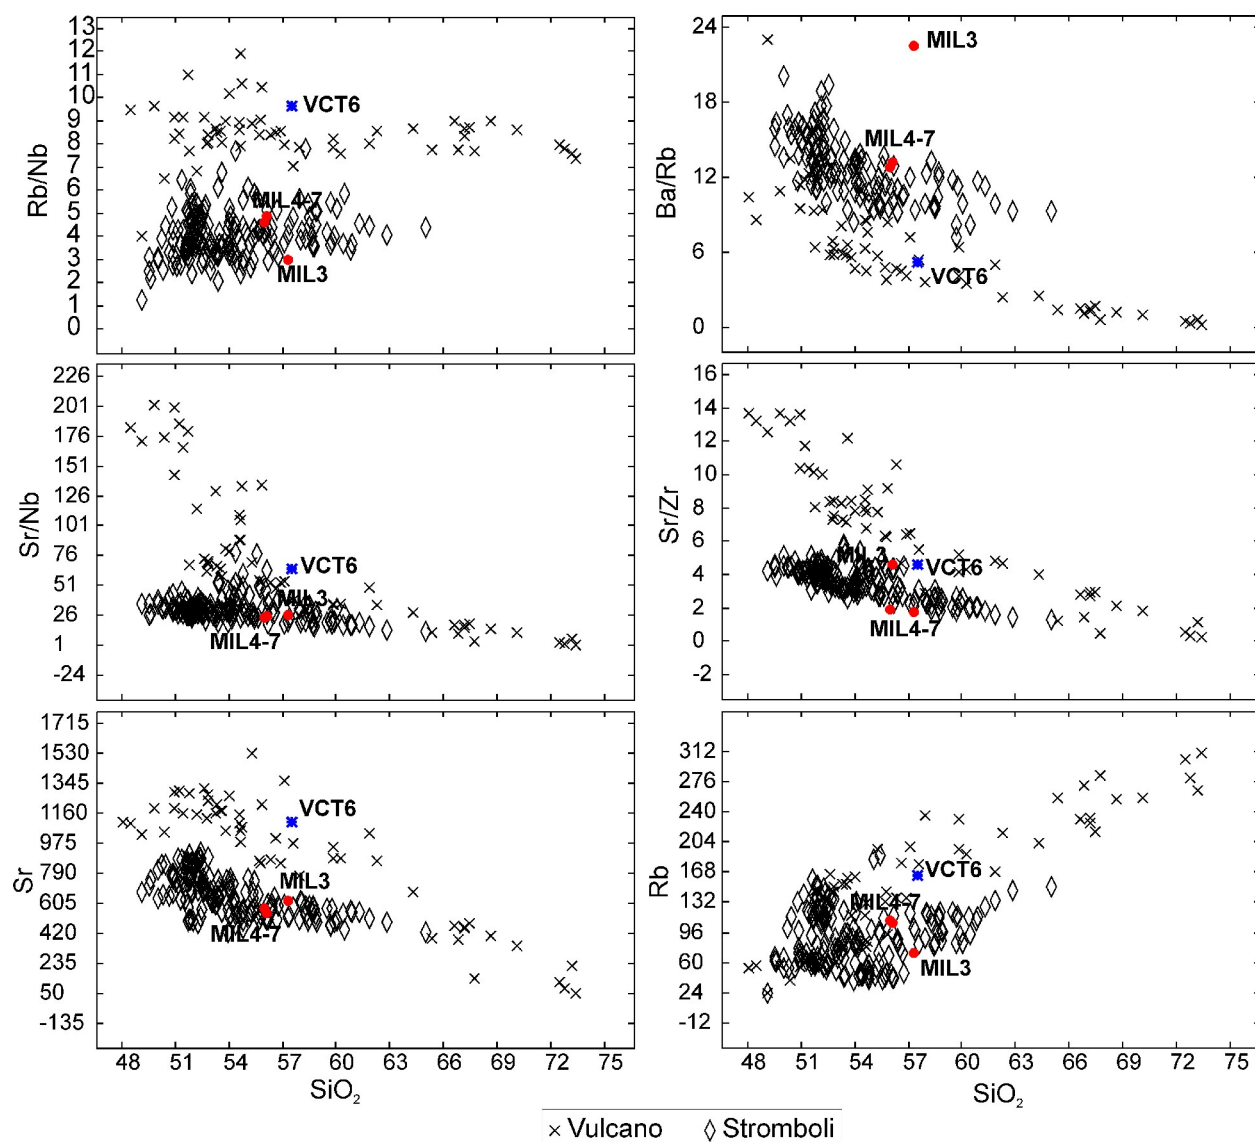 Rb/Nb
13
12
11
10
9
8
7
6
5
4
3
2
1
0
VCT6
MIL4-7
MIL3
Ba/Rb
24
18
12
6
0
MIL3
MIL4-7
VCT6
Sr/Nb
226
201
176
151
126
101
76
51
26
1
-24
VCT6
MIL3
MIL4-7
Sr/Zr
16
14
12
10
8
6
4
2
0
-2
MIL3
VCT6
MIL4-7
Sr
1715
1530
1345
1160
975
790
605
420
235
50
-135
VCT6
MIL3
MIL4-7
48 51 54 57 60 63 66 69 72 75
SiO₂
Rb
312
276
240
204
168
132
96
60
24
-12
VCT6
MIL4-7
MIL3
48 51 54 57 60 63 66 69 72 75
SiO₂
× Vulcano ◊ Stromboli